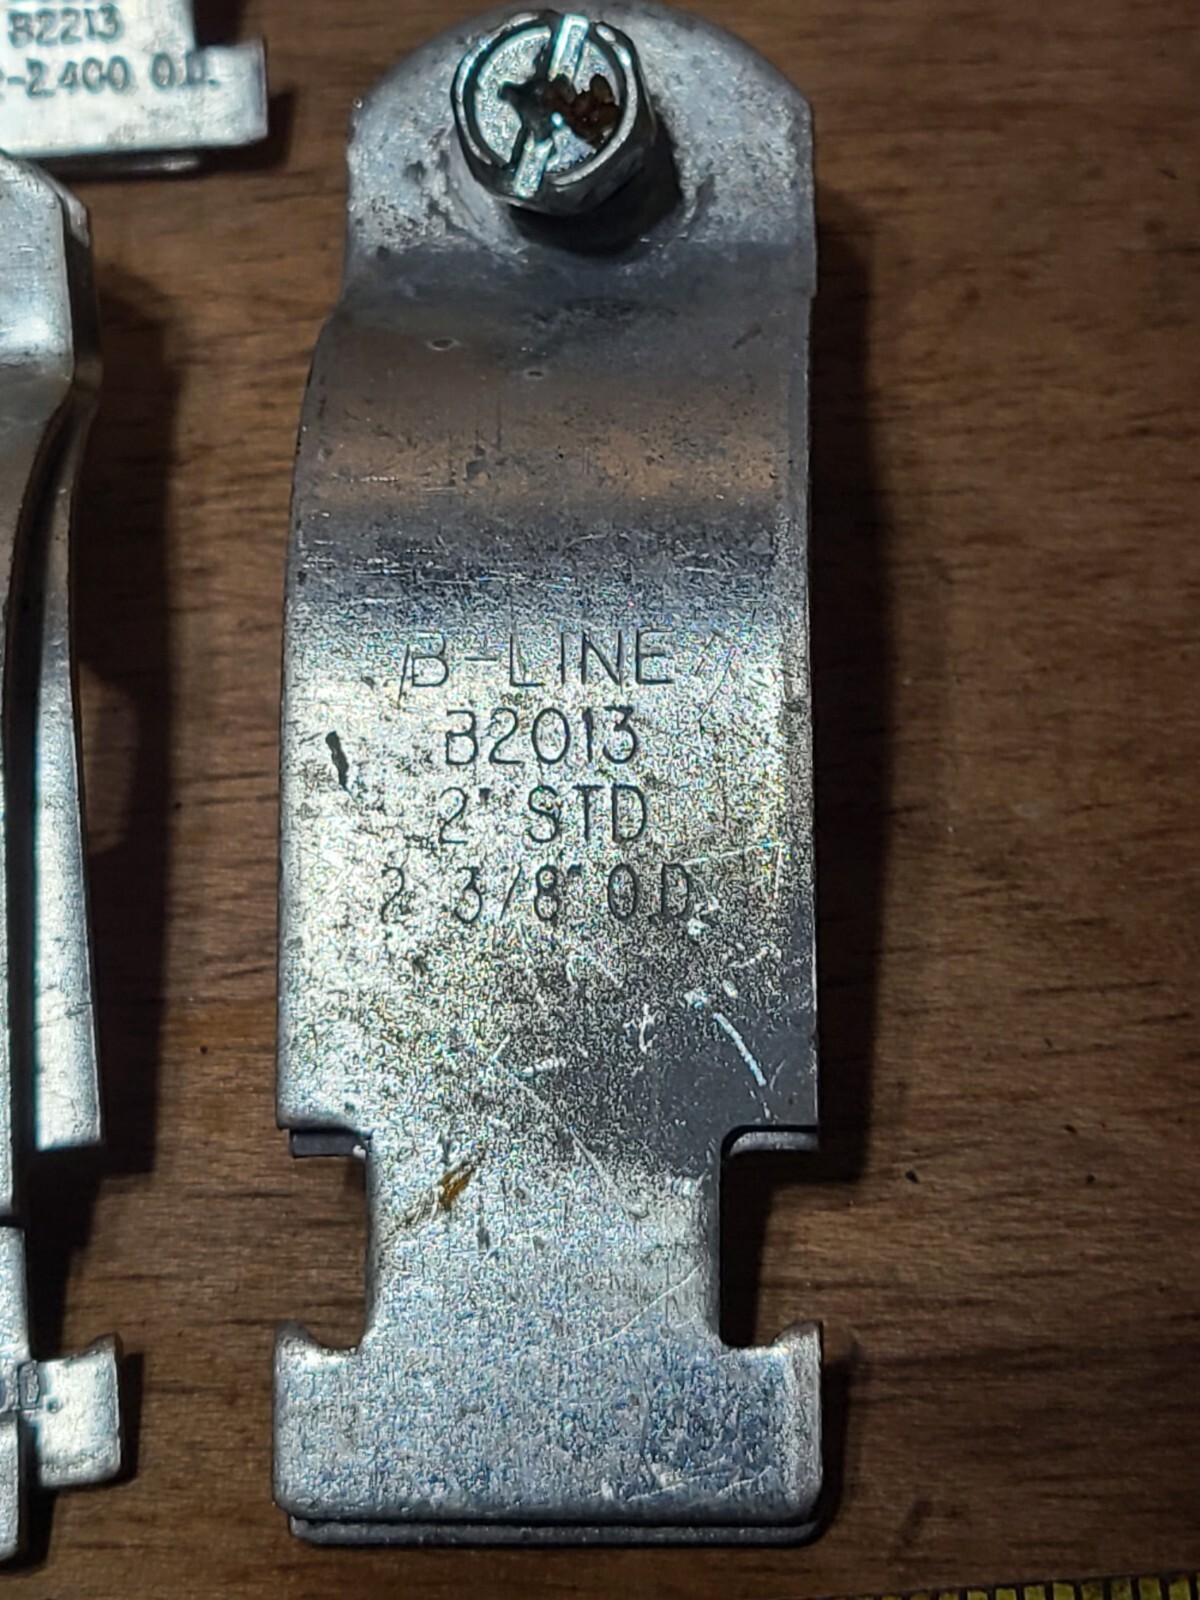 B2213
-2.400 O.D.
B-LINE
B2013
2" STD
2 3/8" O.D.